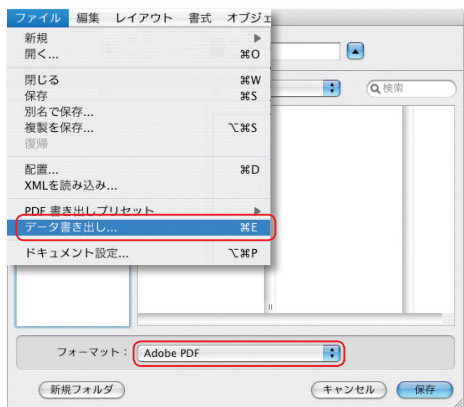 ファイル 編集 レイアウト 書式 オブジェ
新規
開く... ⌘O
検索
閉じる ⌘W
保存 ⌘S
別名で保存...
複製を保存... ⌥⌘S
復帰
配置... ⌘D
XMLを読み込み...
PDF 書き出しプリセット
データ書き出し... ⌘E
ドキュメント設定... ⌥⌘P
フォーマット： Adobe PDF
新規フォルダ キャンセル 保存